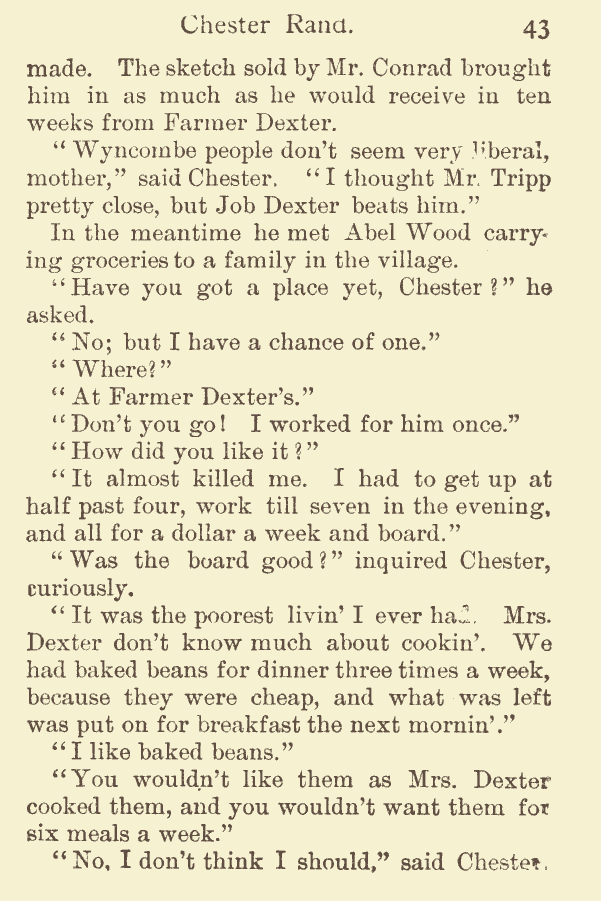 Chester Rand. 43
made. The sketch sold by Mr. Conrad brought
him in as much as he would receive in ten
weeks from Farmer Dexter.
"Wyncombe people don't seem very liberal,
mother," said Chester. "I thought Mr. Tripp
pretty close, but Job Dexter beats him."
In the meantime he met Abel Wood carry-
ing groceries to a family in the village.
"Have you got a place yet, Chester?" he
asked.
"No; but I have a chance of one."
"Where?"
"At Farmer Dexter's."
"Don't you go! I worked for him once."
"How did you like it?"
"It almost killed me. I had to get up at
half past four, work till seven in the evening,
and all for a dollar a week and board."
"Was the board good?" inquired Chester,
curiously.
"It was the poorest livin' I ever had. Mrs.
Dexter don't know much about cookin'. We
had baked beans for dinner three times a week,
because they were cheap, and what was left
was put on for breakfast the next mornin'."
"I like baked beans."
"You wouldn't like them as Mrs. Dexter
cooked them, and you wouldn't want them for
six meals a week."
"No, I don't think I should," said Chester.